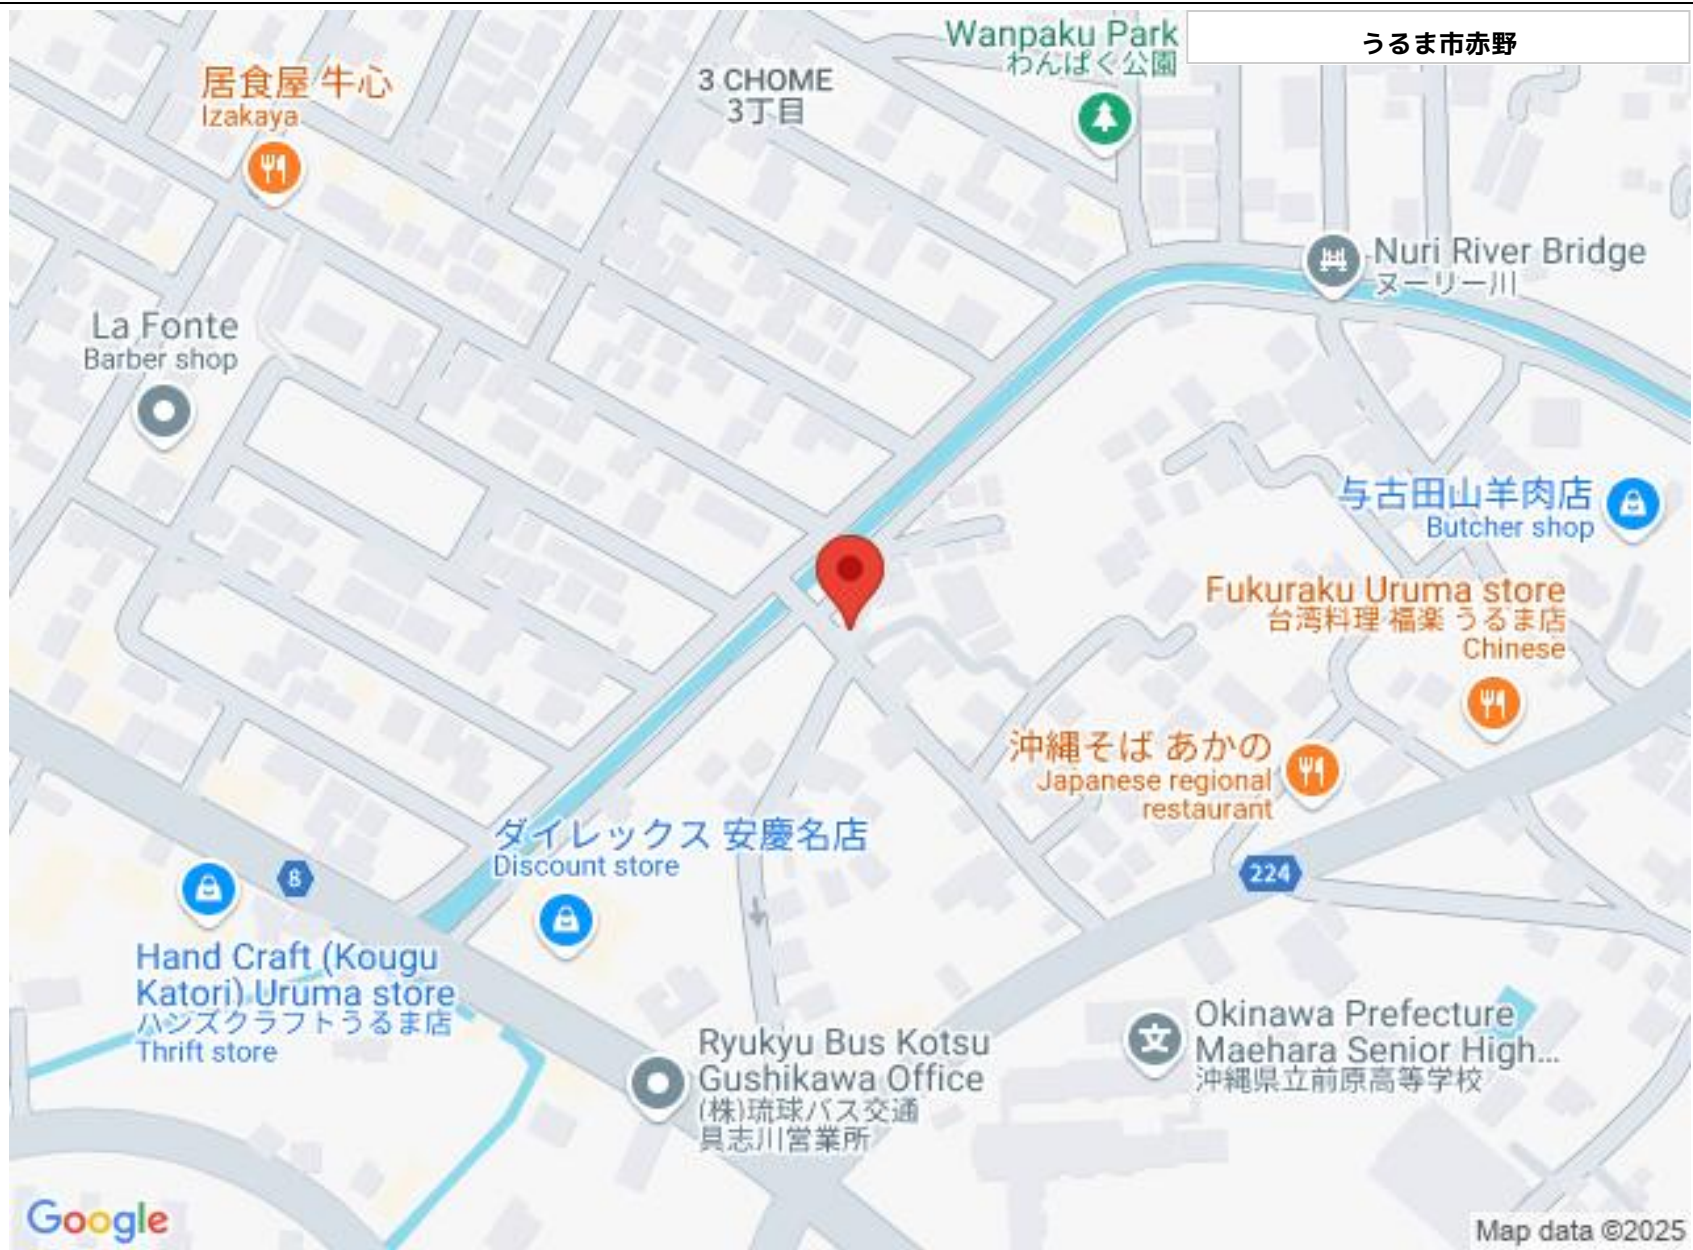 Wanpaku Park
わんぱく公園
うるま市赤野
居食屋 牛心
Izakaya
3 CHOME
3丁目
Nuri River Bridge
ヌーリー川
La Fonte
Barber shop
与古田山羊肉店
Butcher shop
Fukuraku Uruma store
台湾料理 福楽 うるま店
Chinese
沖縄そば あかの
Japanese regional
restaurant
ダイレックス 安慶名店
Discount store
8
224
Hand Craft (Kougu
Katori) Uruma store
ハンズクラフトうるま店
Thrift store
Ryukyu Bus Kotsu
Gushikawa Office
(株)琉球バス交通
具志川営業所
Okinawa Prefecture
Maehara Senior High...
沖縄県立前原高等学校
Google
Map data ©2025